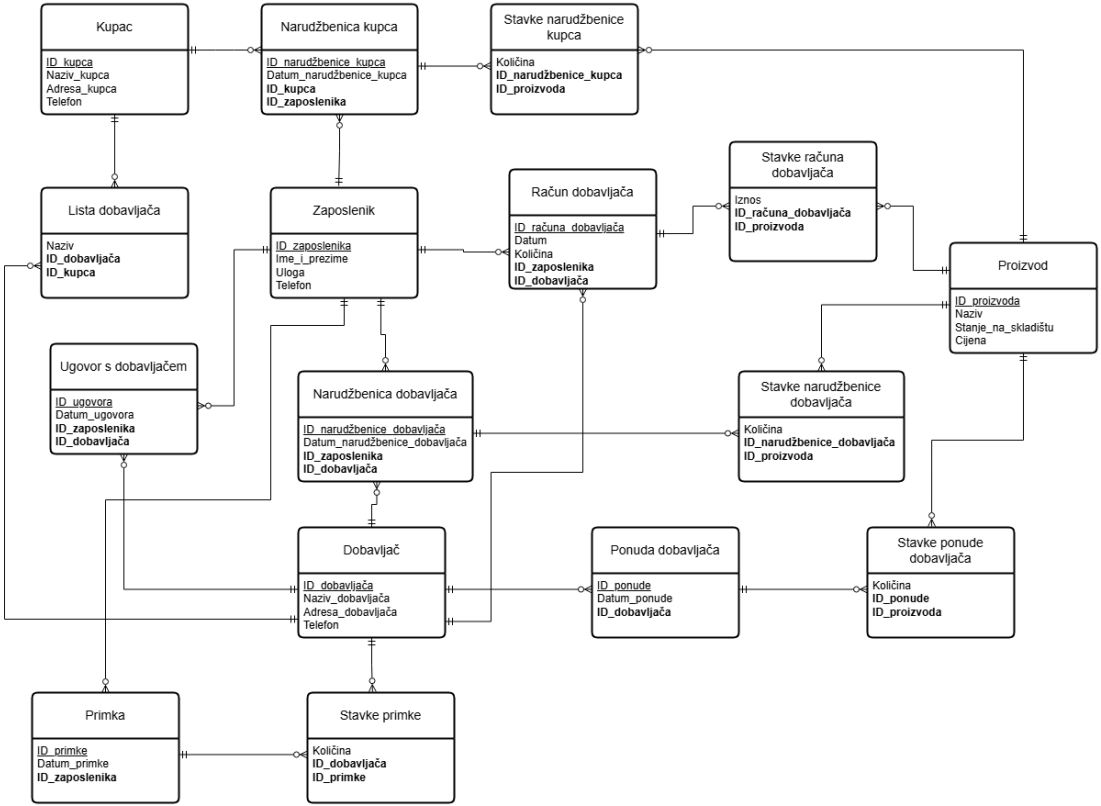 Kupac
ID_kupca
Naziv_kupca
Adresa_kupca
Telefon
Narudžbenica kupca
ID_narudžbenice_kupca
Datum_narudžbenice_kupca
ID_kupca
ID_zaposlenika
Stavke narudžbenice
kupca
Količina
ID_narudžbenice_kupca
ID_proizvoda
Lista dobavljača
Naziv
ID_dobavljača
ID_kupca
Zaposlenik
ID_zaposlenika
Ime_i_prezime
Uloga
Telefon
Račun dobavljača
ID_računa_dobavljača
Datum
Količina
ID_zaposlenika
ID_dobavljača
Stavke računa
dobavljača
Iznos
ID_računa_dobavljača
ID_proizvoda
Proizvod
ID_proizvoda
Naziv
Stanje_na_skladištu
Cijena
Ugovor s dobavljačem
ID_ugovora
Datum_ugovora
ID_zaposlenika
ID_dobavljača
Narudžbenica dobavljača
ID_narudžbenice_dobavljača
Datum_narudžbenice_dobavljača
ID_zaposlenika
ID_dobavljača
Stavke narudžbenice
dobavljača
Količina
ID_narudžbenice_dobavljača
ID_proizvoda
Dobavljač
ID_dobavljača
Naziv_dobavljača
Adresa_dobavljača
Telefon
Ponuda dobavljača
ID_ponude
Datum_ponude
ID_dobavljača
Stavke ponude
dobavljača
Količina
ID_ponude
ID_proizvoda
Primka
ID_primke
Datum_primke
ID_zaposlenika
Stavke primke
Količina
ID_dobavljača
ID_primke